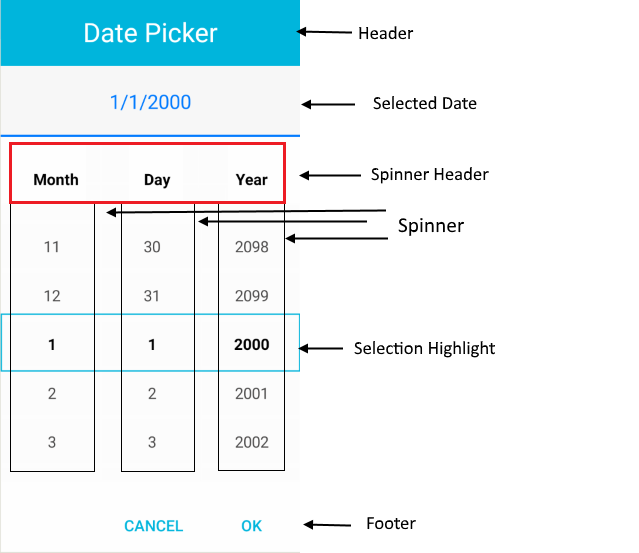 Date Picker
Header
1/1/2000
Selected Date
Month Day Year
Spinner Header
Spinner
11 30 2098
12 31 2099
1 1 2000
Selection Highlight
2 2 2001
3 3 2002
CANCEL OK
Footer